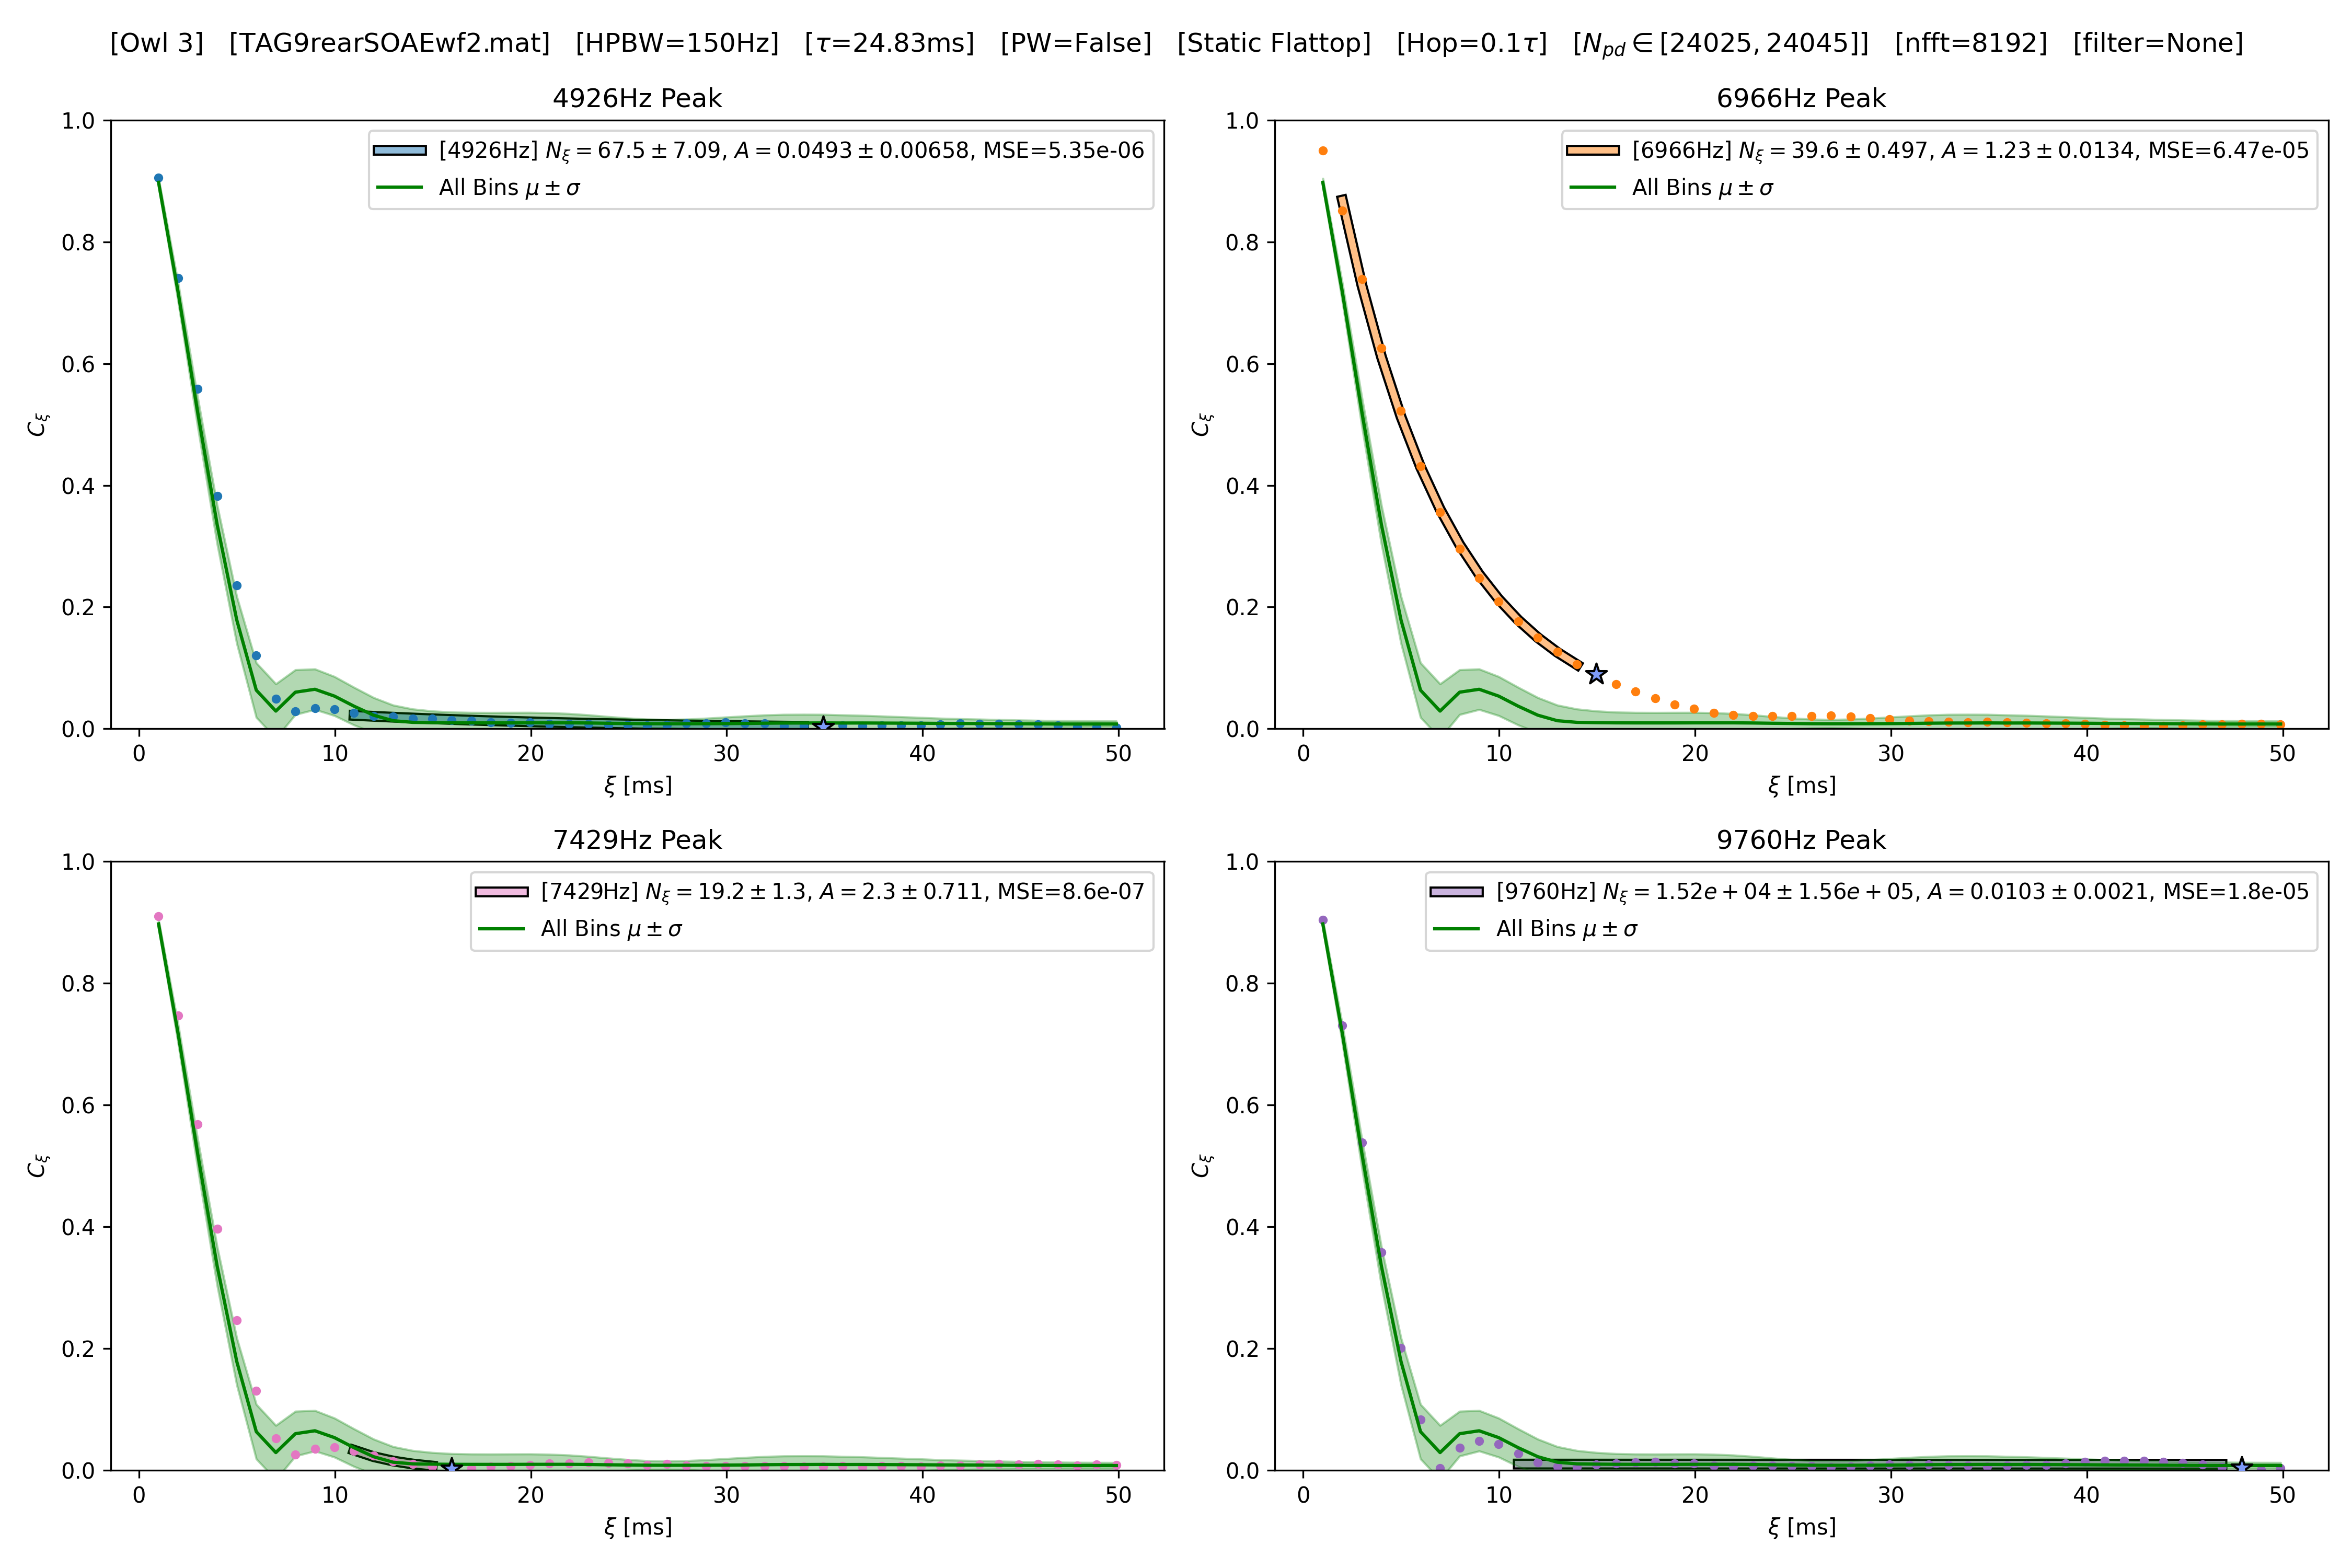 [Owl 3] [TAG9rearSOAEwf2.mat] [HPBW=150Hz] [τ=24.83ms] [PW=False] [Static Flattop] [Hop=0.1τ] [N_pd ∈ [24025, 24045]] [nfft=8192] [filter=None]
4926Hz Peak
[4926Hz] N_ξ = 67.5 ± 7.09, A = 0.0493 ± 0.00658, MSE=5.35e-06
All Bins μ ± σ
1.0
0.8
0.6
0.4
0.2
0.0
C_ξ
0 10 20 30 40 50
ξ [ms]
6966Hz Peak
[6966Hz] N_ξ = 39.6 ± 0.497, A = 1.23 ± 0.0134, MSE=6.47e-05
All Bins μ ± σ
1.0
0.8
0.6
0.4
0.2
0.0
C_ξ
0 10 20 30 40 50
ξ [ms]
7429Hz Peak
[7429Hz] N_ξ = 19.2 ± 1.3, A = 2.3 ± 0.711, MSE=8.6e-07
All Bins μ ± σ
1.0
0.8
0.6
0.4
0.2
0.0
C_ξ
0 10 20 30 40 50
ξ [ms]
9760Hz Peak
[9760Hz] N_ξ = 1.52e + 04 ± 1.56e + 05, A = 0.0103 ± 0.0021, MSE=1.8e-05
All Bins μ ± σ
1.0
0.8
0.6
0.4
0.2
0.0
C_ξ
0 10 20 30 40 50
ξ [ms]